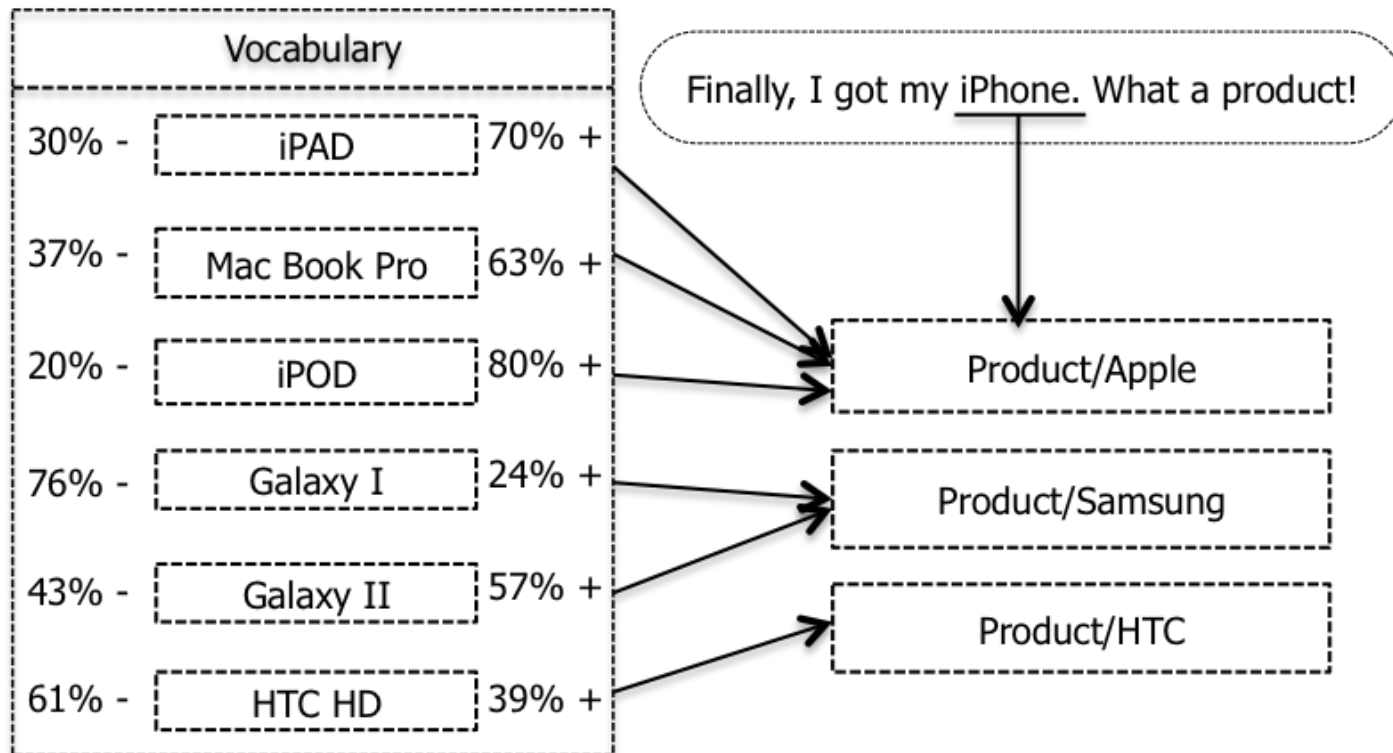 Vocabulary
30% - iPAD 70% +
37% - Mac Book Pro 63% +
20% - iPOD 80% +
76% - Galaxy I 24% +
43% - Galaxy II 57% +
61% - HTC HD 39% +
Finally, I got my iPhone. What a product!
Product/Apple
Product/Samsung
Product/HTC